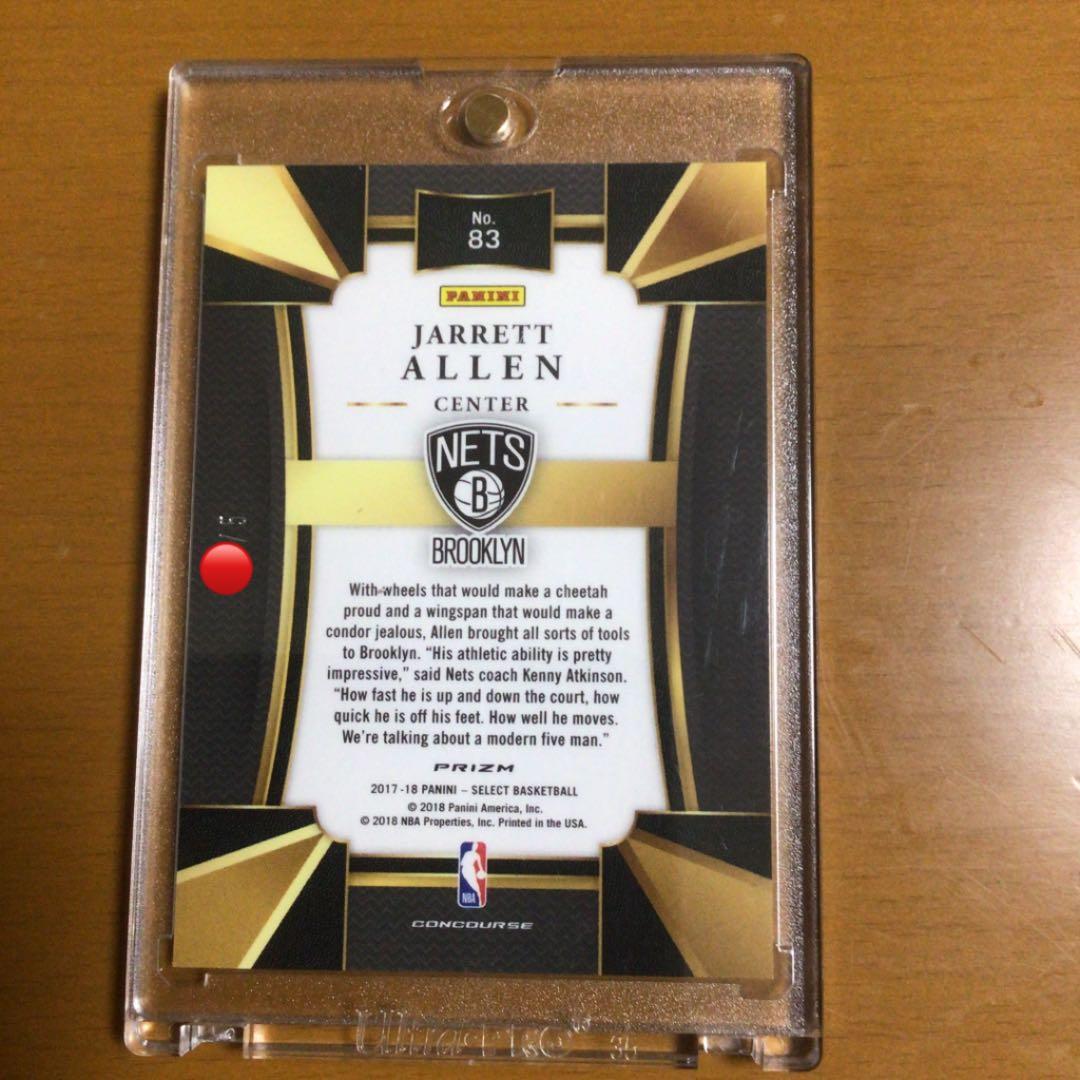 No.
83
PANINI
JARRETT
ALLEN
CENTER
NETS
B
BROOKLYN
/5
With wheels that would make a cheetah
proud and a wingspan that would make a
condor jealous, Allen brought all sorts of tools
to Brooklyn. “His athletic ability is pretty
impressive,” said Nets coach Kenny Atkinson.
“How fast he is up and down the court, how
quick he is off his feet. How well he moves.
We’re talking about a modern five man.”
PRIZM
2017-18 PANINI – SELECT BASKETBALL
© 2018 Panini America, Inc.
© 2018 NBA Properties, Inc. Printed in the USA.
NBA
CONCOURSE
Ultra PRO